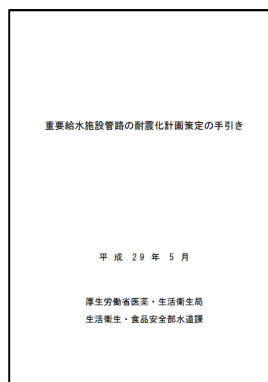 重要給水施設管路の耐震化計画策定の手引き
平 成 29 年 5 月
厚生労働省医薬・生活衛生局
生活衛生・食品安全部水道課